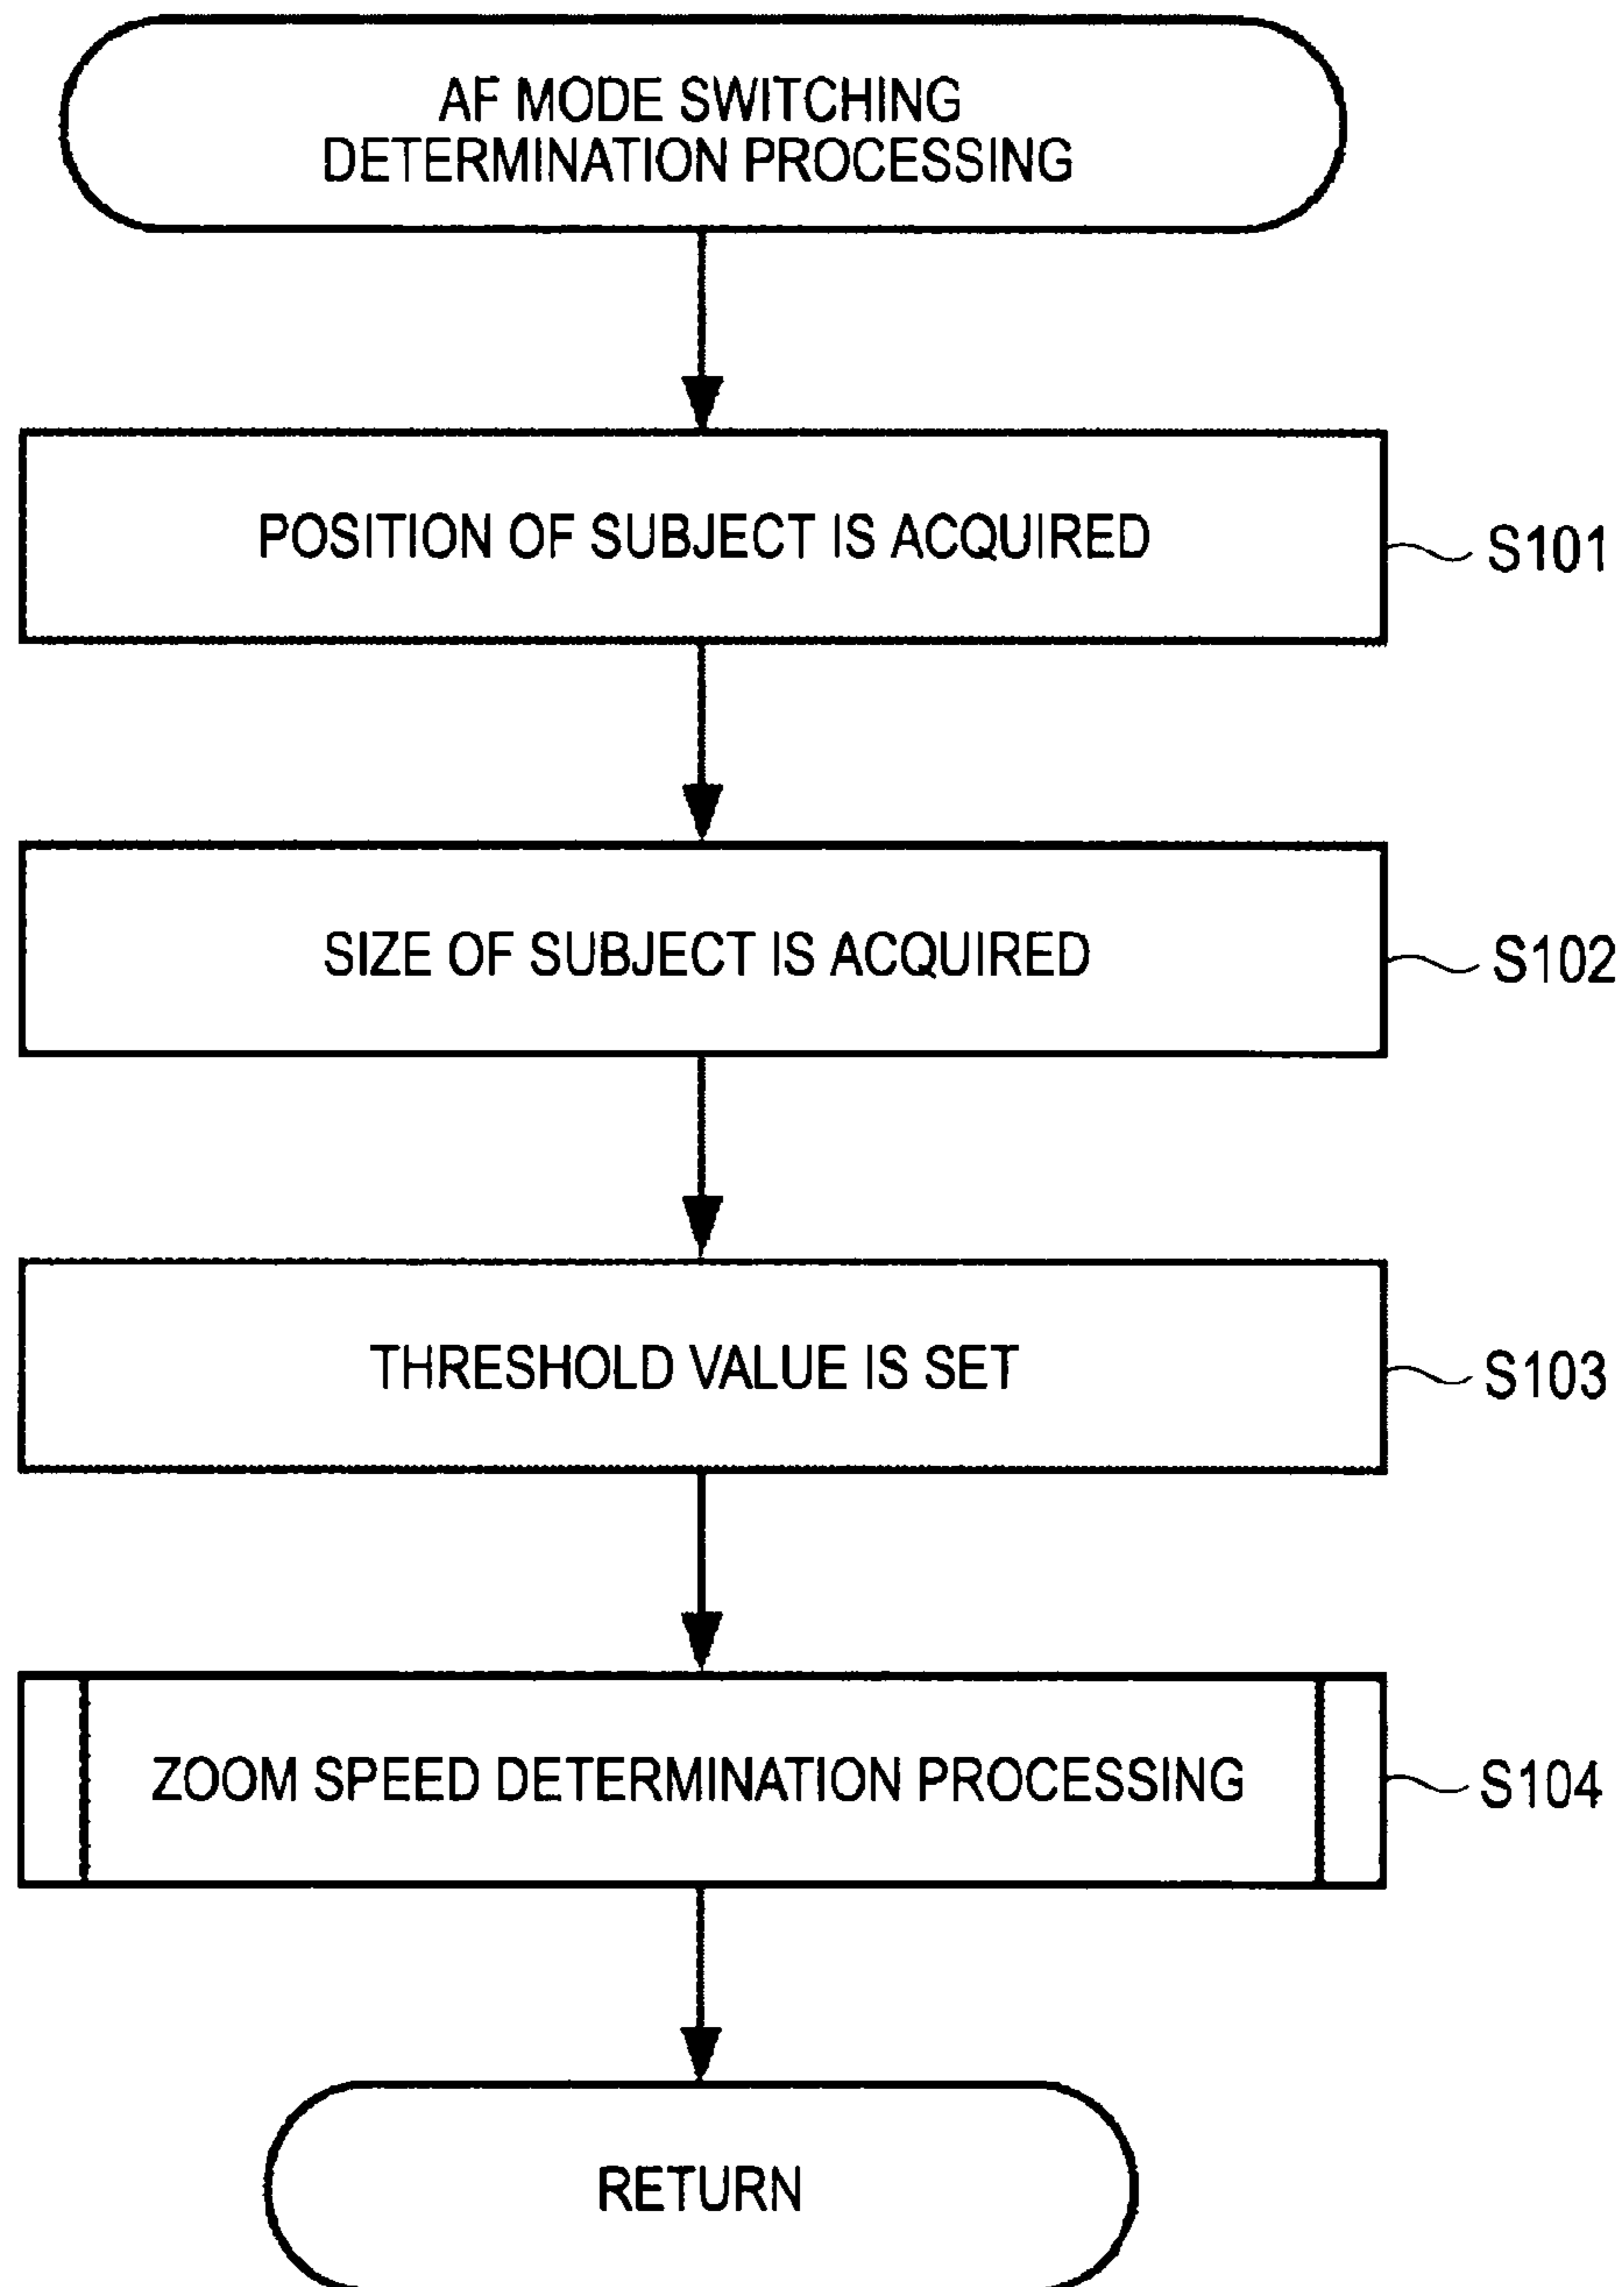 AF MODE SWITCHING
DETERMINATION PROCESSING
POSITION OF SUBJECT IS ACQUIRED
S101
SIZE OF SUBJECT IS ACQUIRED
S102
THRESHOLD VALUE IS SET
S103
ZOOM SPEED DETERMINATION PROCESSING
S104
RETURN